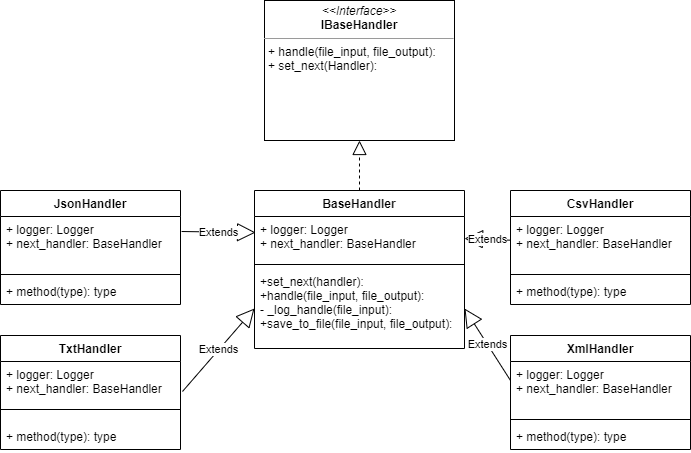 <<Interface>>
IBaseHandler
+ handle(file_input, file_output):
+ set_next(Handler):
JsonHandler
+ logger: Logger
+ next_handler: BaseHandler
+ method(type): type
Extends
BaseHandler
+ logger: Logger
+ next_handler: BaseHandler
+set_next(handler):
+handle(file_input, file_output):
- _log_handle(file_input):
+save_to_file(file_input, file_output):
Extends
CsvHandler
+ logger: Logger
+ next_handler: BaseHandler
+ method(type): type
TxtHandler
+ logger: Logger
+ next_handler: BaseHandler
+ method(type): type
Extends
Extends
XmlHandler
+ logger: Logger
+ next_handler: BaseHandler
+ method(type): type